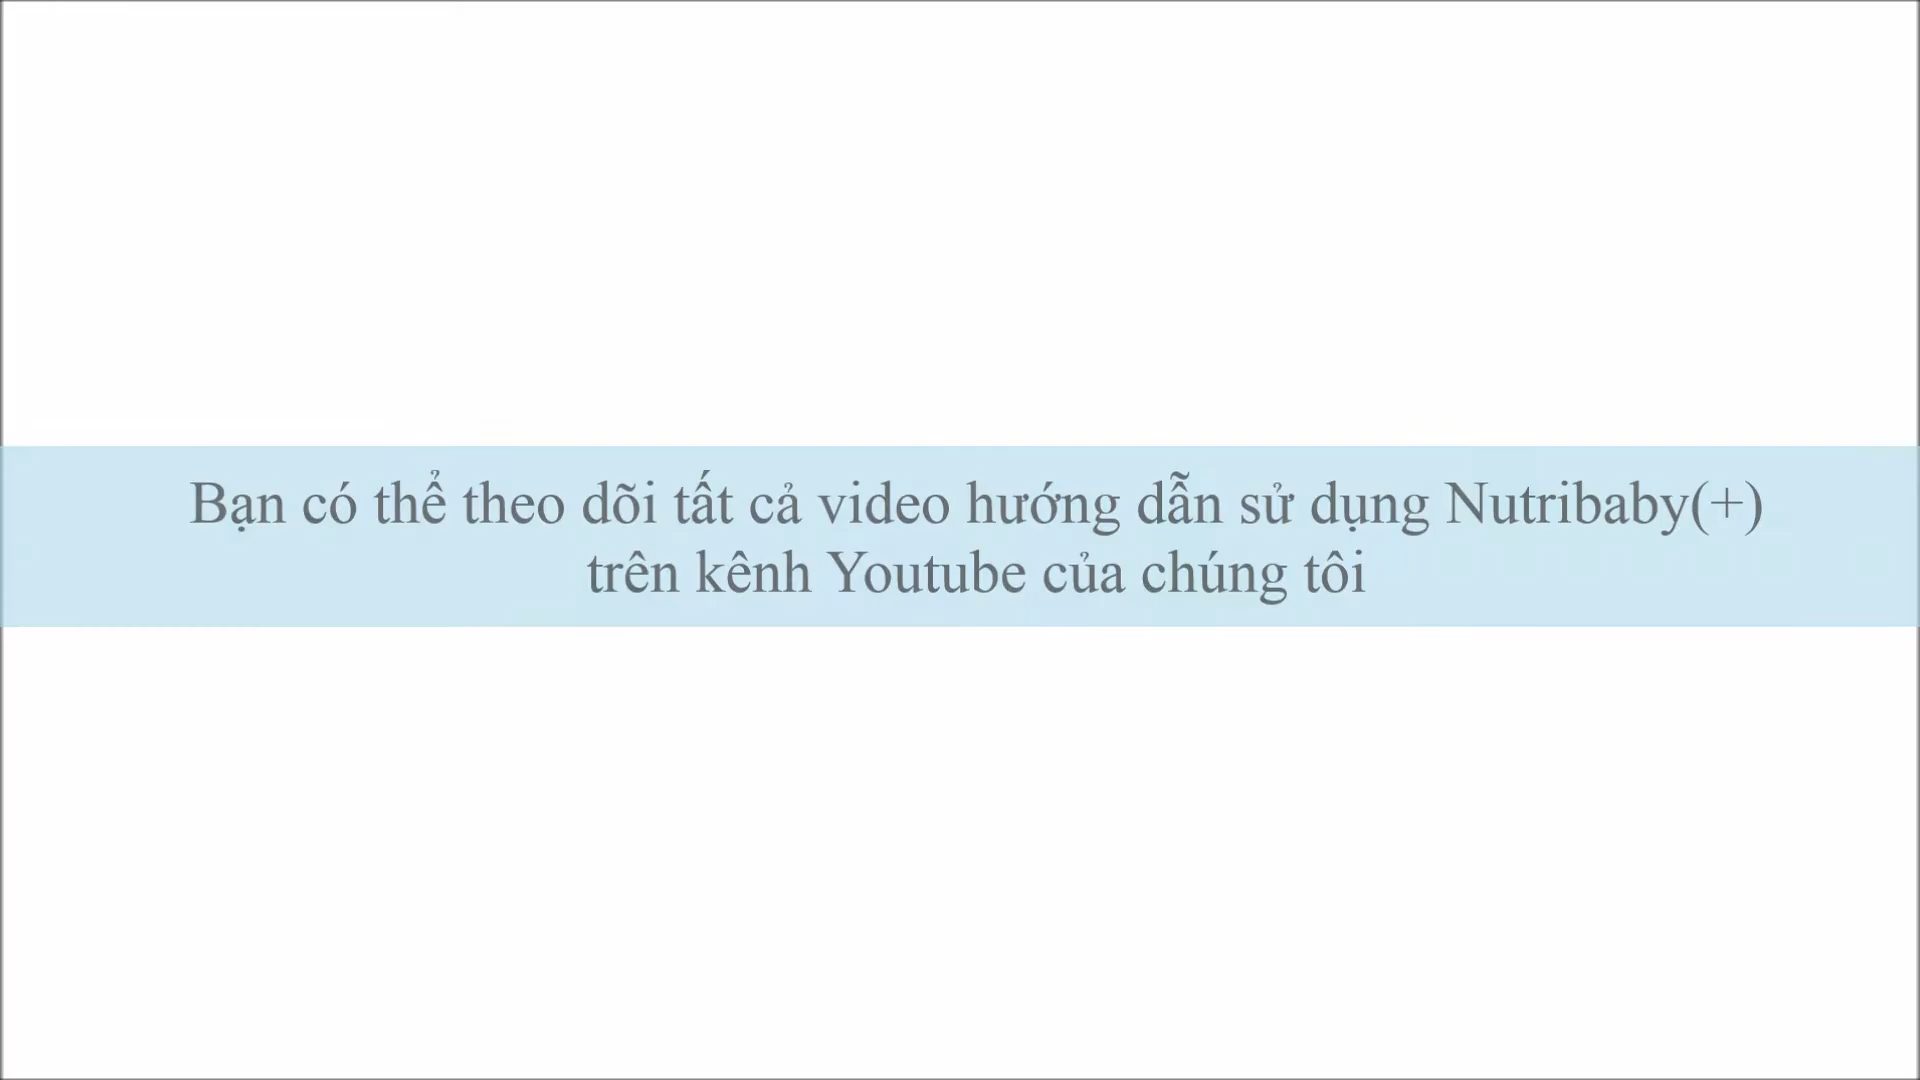 Bạn có thể theo dõi tất cả video hướng dẫn sử dụng Nutribaby(+)
trên kênh Youtube của chúng tôi